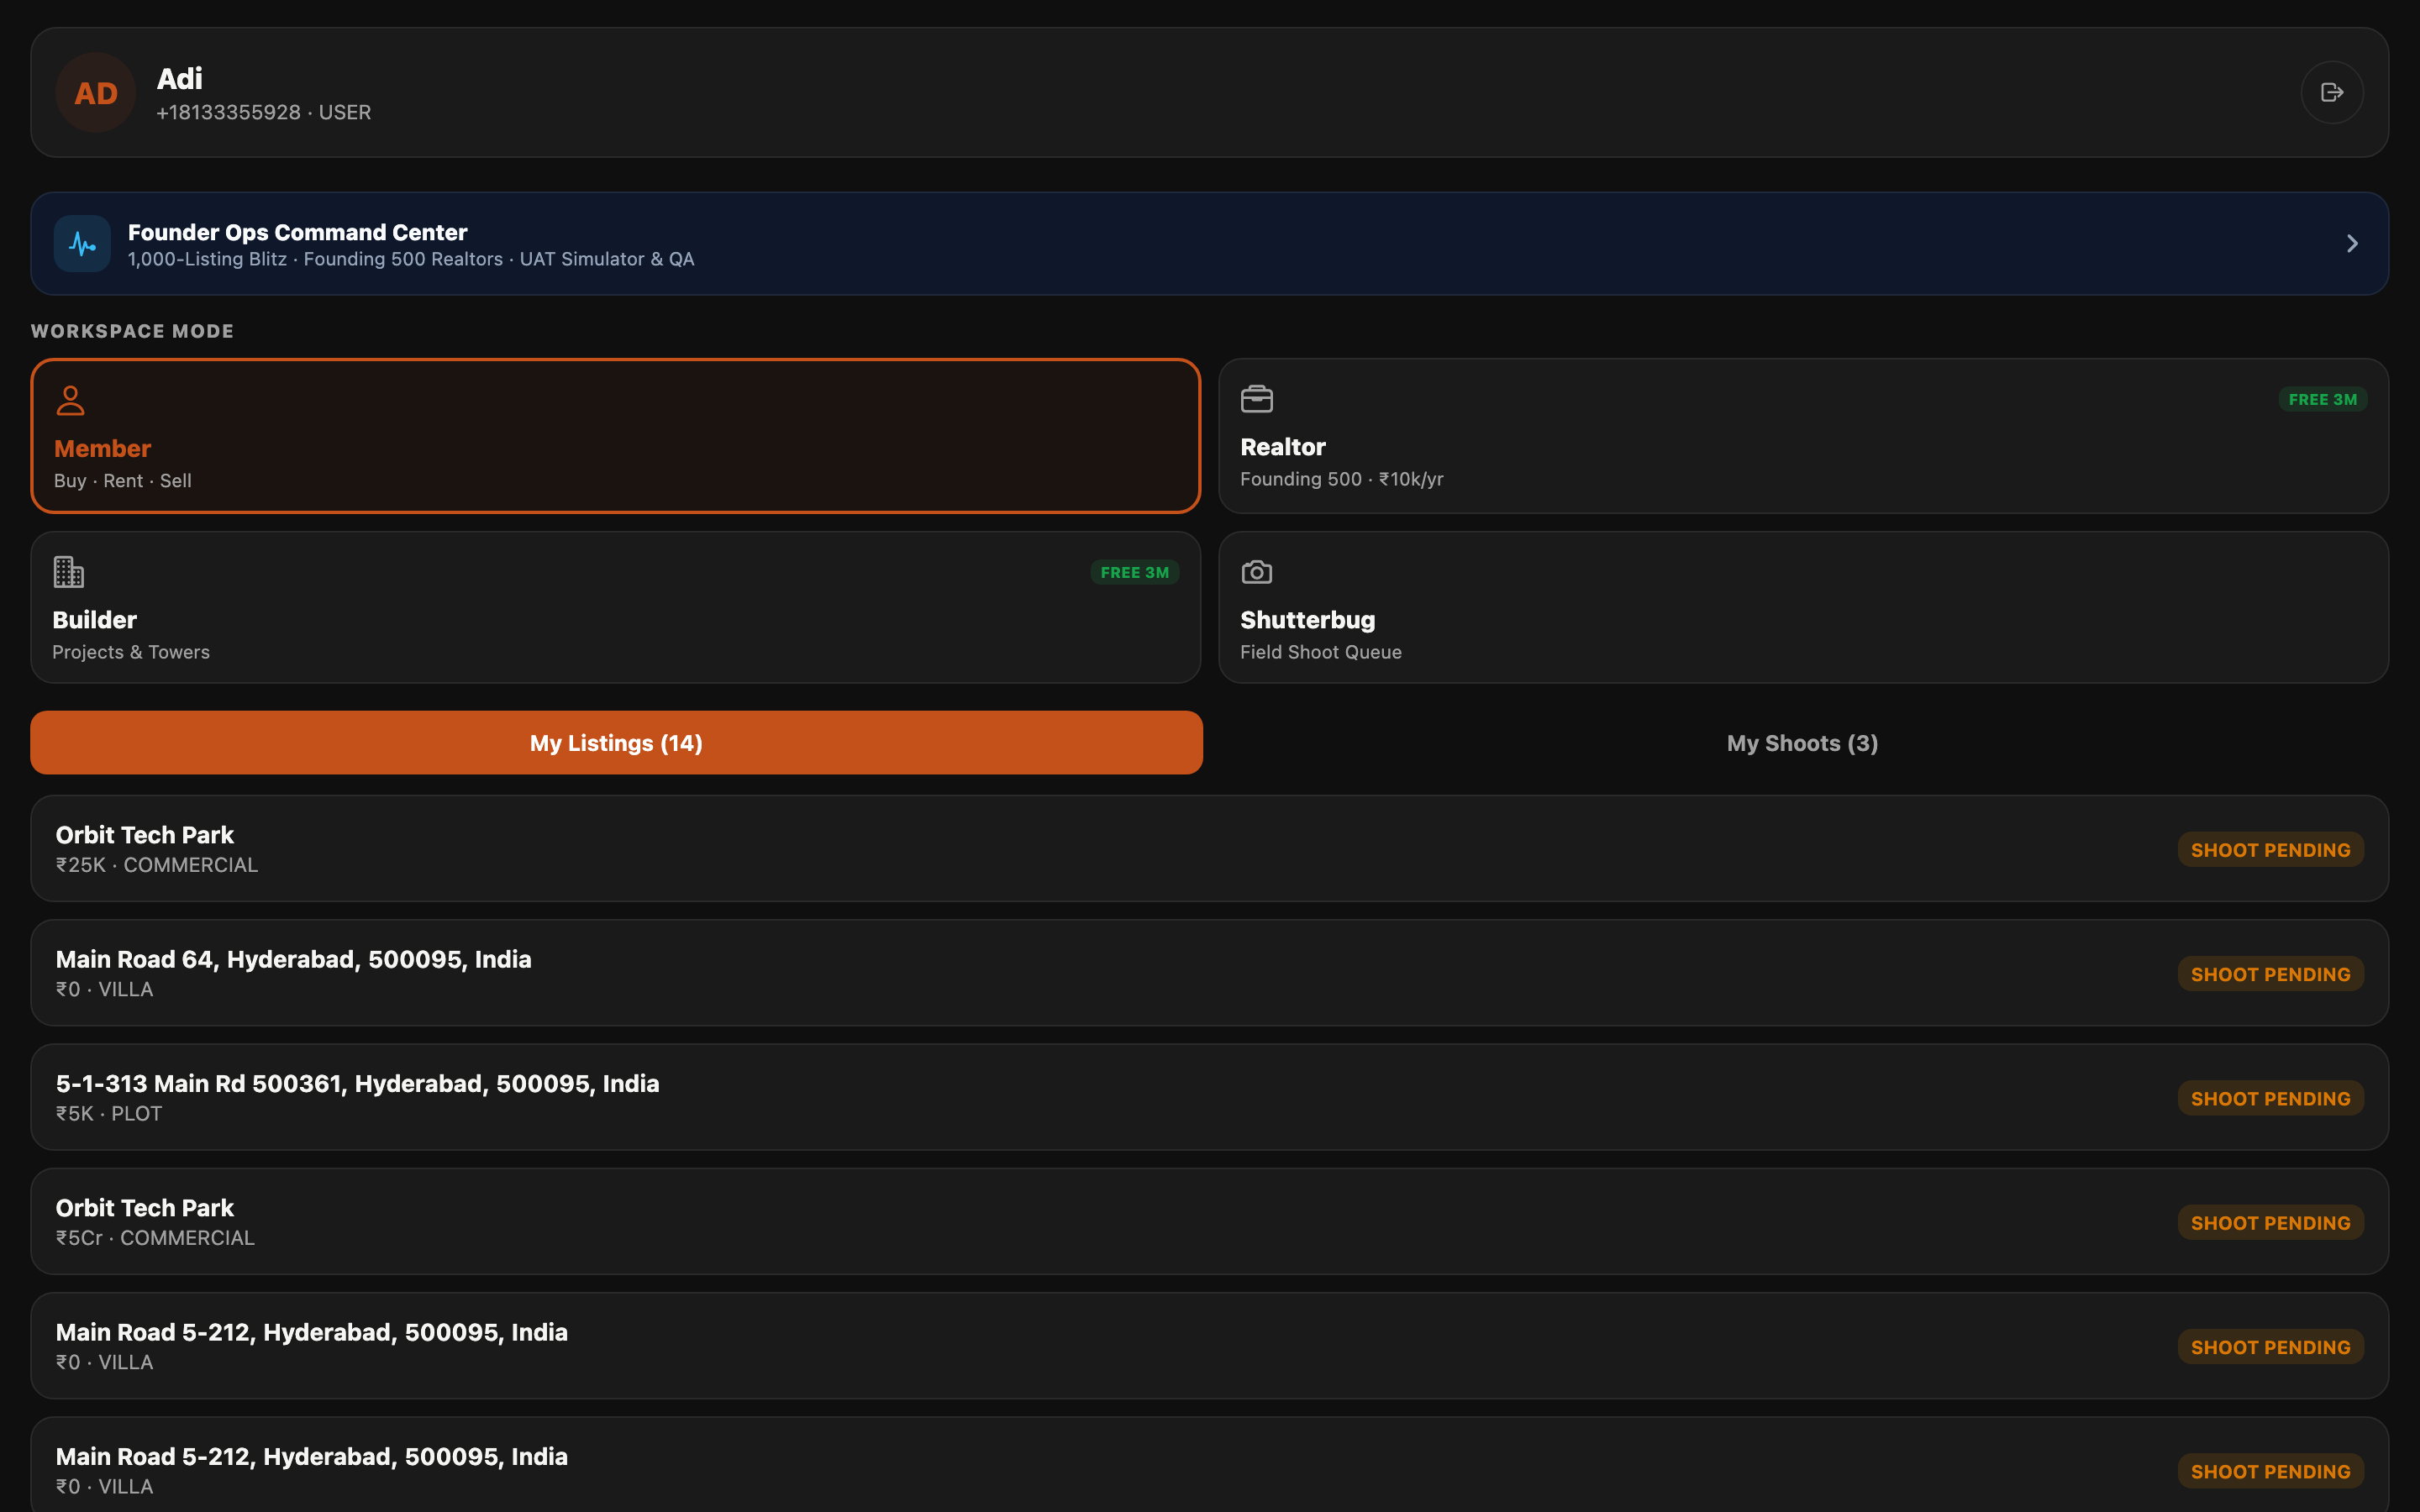 AD
Adi
+18133355928 · USER
Founder Ops Command Center
1,000-Listing Blitz · Founding 500 Realtors · UAT Simulator & QA
WORKSPACE MODE
Member
Buy · Rent · Sell
FREE 3M
Realtor
Founding 500 · ₹10k/yr
FREE 3M
Builder
Projects & Towers
Shutterbug
Field Shoot Queue
My Listings (14)
My Shoots (3)
Orbit Tech Park
₹25K · COMMERCIAL
SHOOT PENDING
Main Road 64, Hyderabad, 500095, India
₹0 · VILLA
SHOOT PENDING
5-1-313 Main Rd 500361, Hyderabad, 500095, India
₹5K · PLOT
SHOOT PENDING
Orbit Tech Park
₹5Cr · COMMERCIAL
SHOOT PENDING
Main Road 5-212, Hyderabad, 500095, India
₹0 · VILLA
SHOOT PENDING
Main Road 5-212, Hyderabad, 500095, India
₹0 · VILLA
SHOOT PENDING